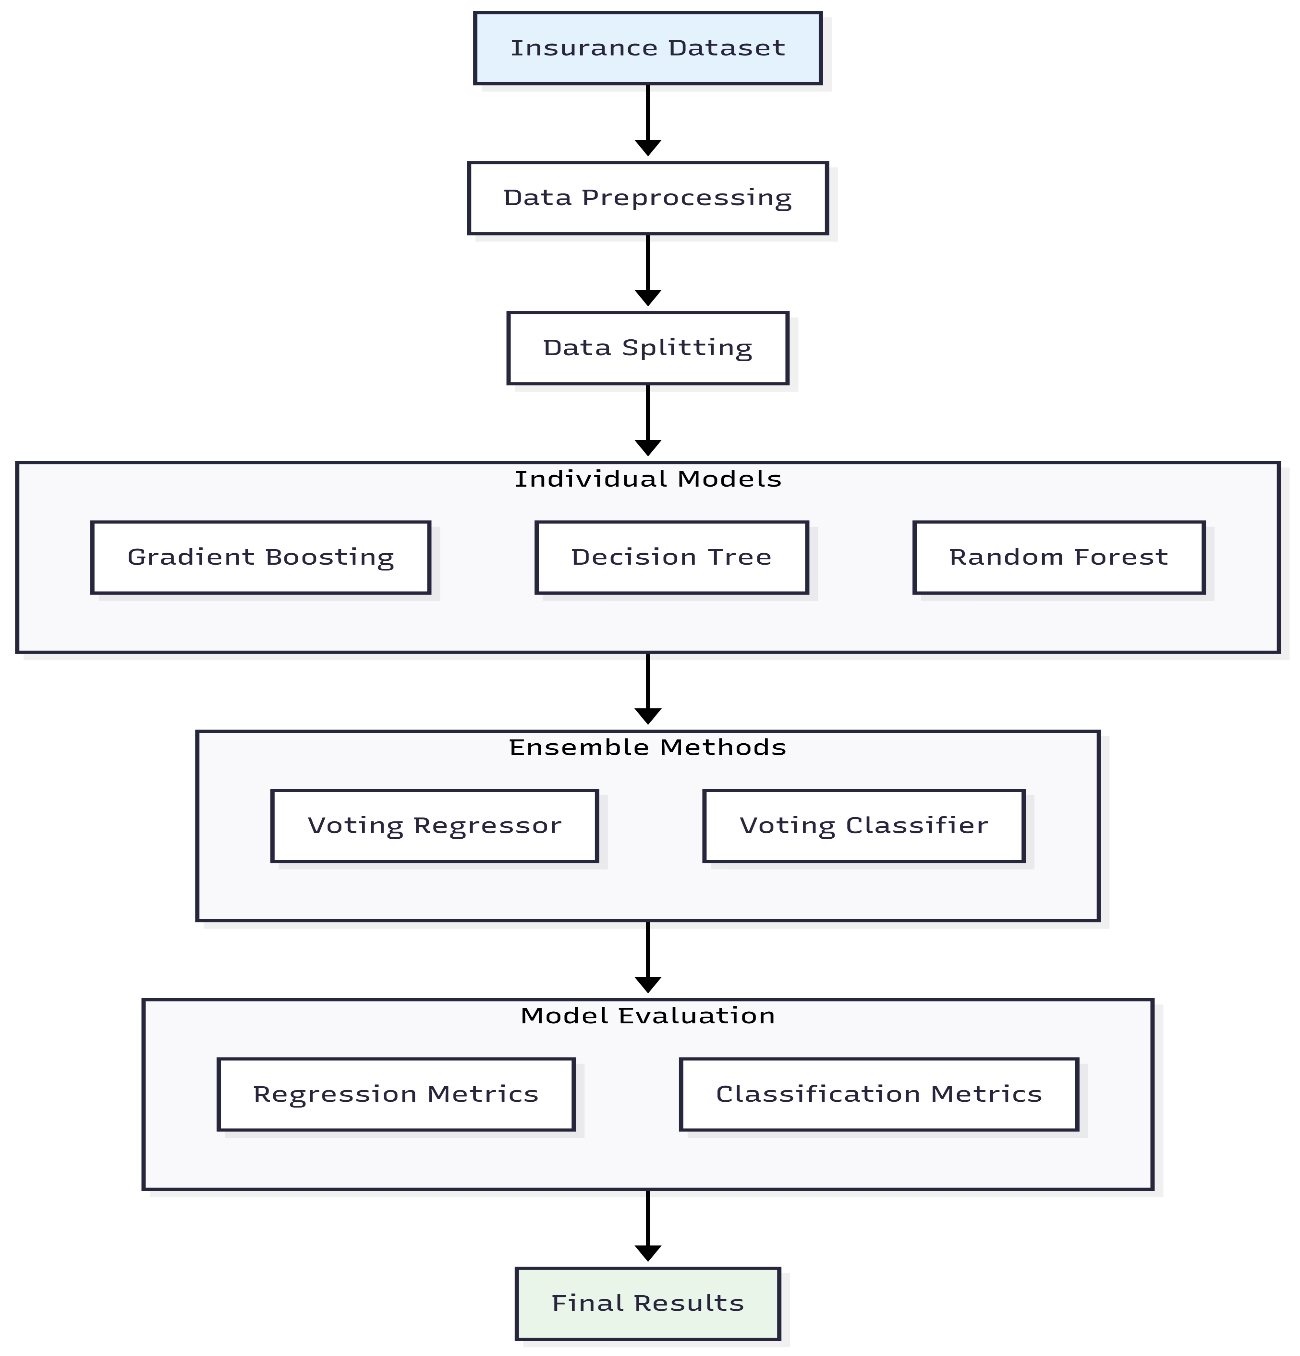 Insurance Dataset
Data Preprocessing
Data Splitting
Individual Models
Gradient Boosting
Decision Tree
Random Forest
Ensemble Methods
Voting Regressor
Voting Classifier
Model Evaluation
Regression Metrics
Classification Metrics
Final Results